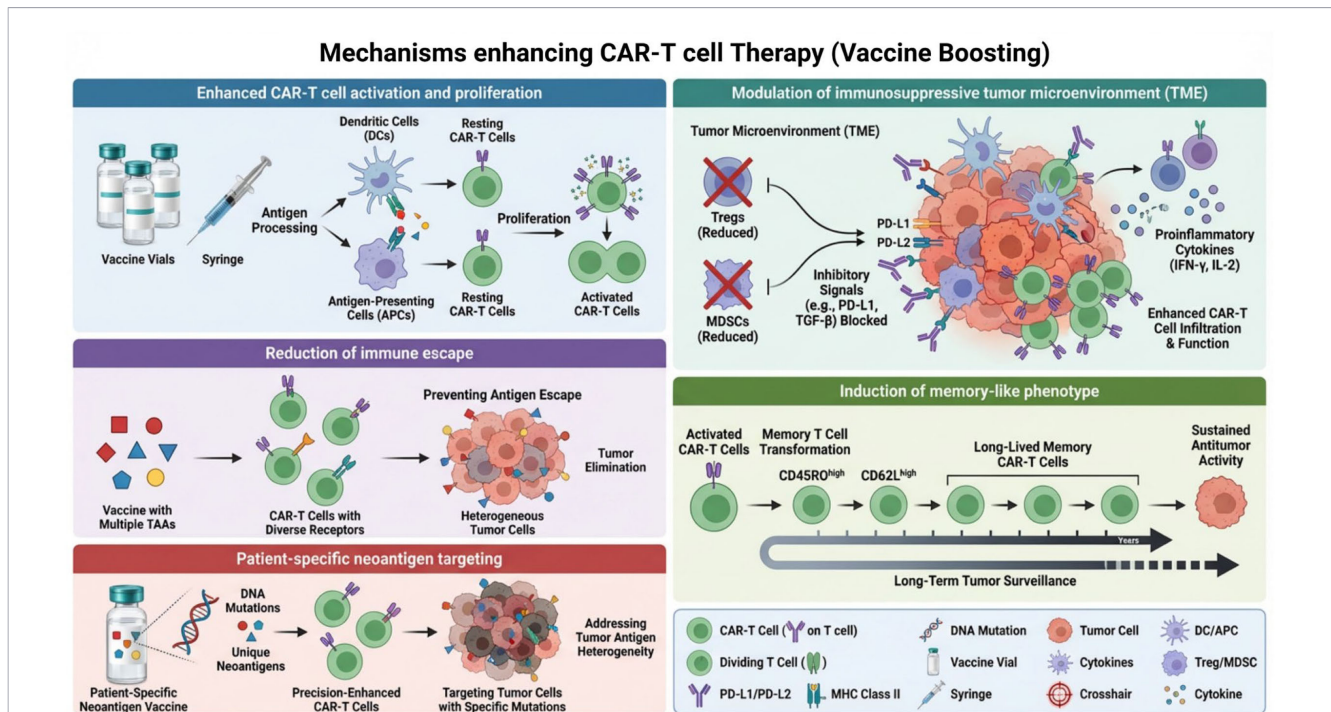 Mechanisms enhancing CAR-T cell Therapy (Vaccine Boosting)
Enhanced CAR-T cell activation and proliferation
Vaccine Vials
Syringe
Antigen
Processing
Dendritic Cells
(DCs)
Resting
CAR-T Cells
Antigen-Presenting
Cells (APCs)
Resting
CAR-T Cells
Proliferation
Activated
CAR-T Cells
Modulation of immunosuppressive tumor microenvironment (TME)
Tumor Microenvironment (TME)
Tregs
(Reduced)
MDSCs
(Reduced)
PD-L1
PD-L2
Inhibitory
Signals
(e.g., PD-L1,
TGF-β) Blocked
Proinflammatory
Cytokines
(IFN-γ, IL-2)
Enhanced CAR-T
Cell Infiltration
& Function
Reduction of immune escape
Vaccine with
Multiple TAAs
CAR-T Cells with
Diverse Receptors
Preventing Antigen Escape
Heterogeneous
Tumor Cells
Tumor
Elimination
Induction of memory-like phenotype
Activated
CAR-T Cells
Memory T Cell
Transformation
CD45RO^high
CD62L^high
Long-Lived Memory
CAR-T Cells
Sustained
Antitumor
Activity
Years
Long-Term Tumor Surveillance
Patient-specific neoantigen targeting
Patient-Specific
Neoantigen Vaccine
DNA
Mutations
Unique
Neoantigens
Precision-Enhanced
CAR-T Cells
Targeting Tumor Cells
with Specific Mutations
Addressing
Tumor Antigen
Heterogeneity
CAR-T Cell ( on T cell)
DNA Mutation
Tumor Cell
DC/APC
Dividing T Cell ( )
Vaccine Vial
Cytokines
Treg/MDSC
PD-L1/PD-L2
MHC Class II
Syringe
Crosshair
Cytokine